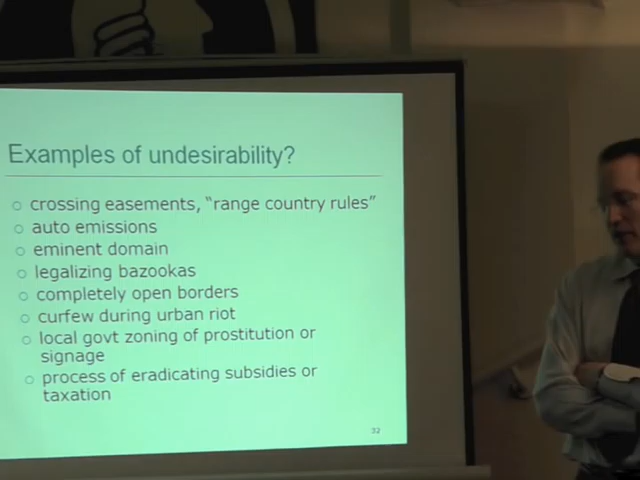 Examples of undesirability?
crossing easements, “range country rules”
auto emissions
eminent domain
legalizing bazookas
completely open borders
curfew during urban riot
local govt zoning of prostitution or
signage
process of eradicating subsidies or
taxation
32